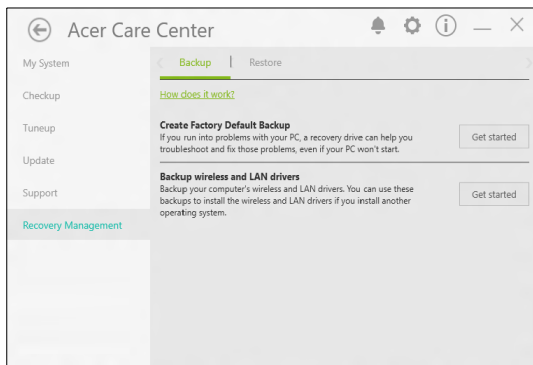 Acer Care Center
My System
Checkup
Tuneup
Update
Support
Recovery Management
Backup | Restore
How does it work?
Create Factory Default Backup
If you run into problems with your PC, a recovery drive can help you
troubleshoot and fix those problems, even if your PC won't start.
Get started
Backup wireless and LAN drivers
Backup your computer's wireless and LAN drivers. You can use these
backups to install the wireless and LAN drivers if you install another
operating system.
Get started